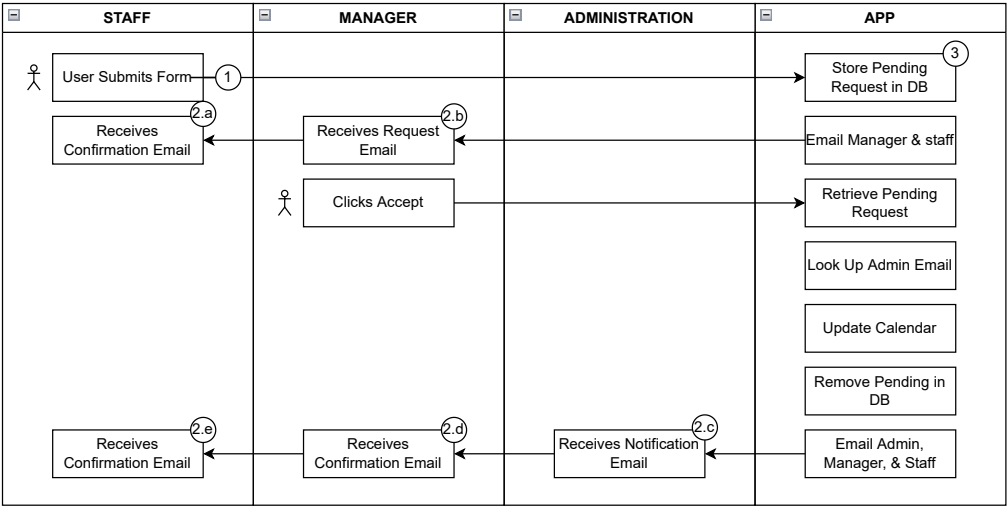 STAFF
MANAGER
ADMINISTRATION
APP
User Submits Form
1
3
Store Pending
Request in DB
2.a
Receives
Confirmation Email
2.b
Receives Request
Email
Email Manager & staff
Clicks Accept
Retrieve Pending
Request
Look Up Admin Email
Update Calendar
Remove Pending in
DB
2.e
Receives
Confirmation Email
2.d
Receives
Confirmation Email
2.c
Receives Notification
Email
Email Admin,
Manager, & Staff